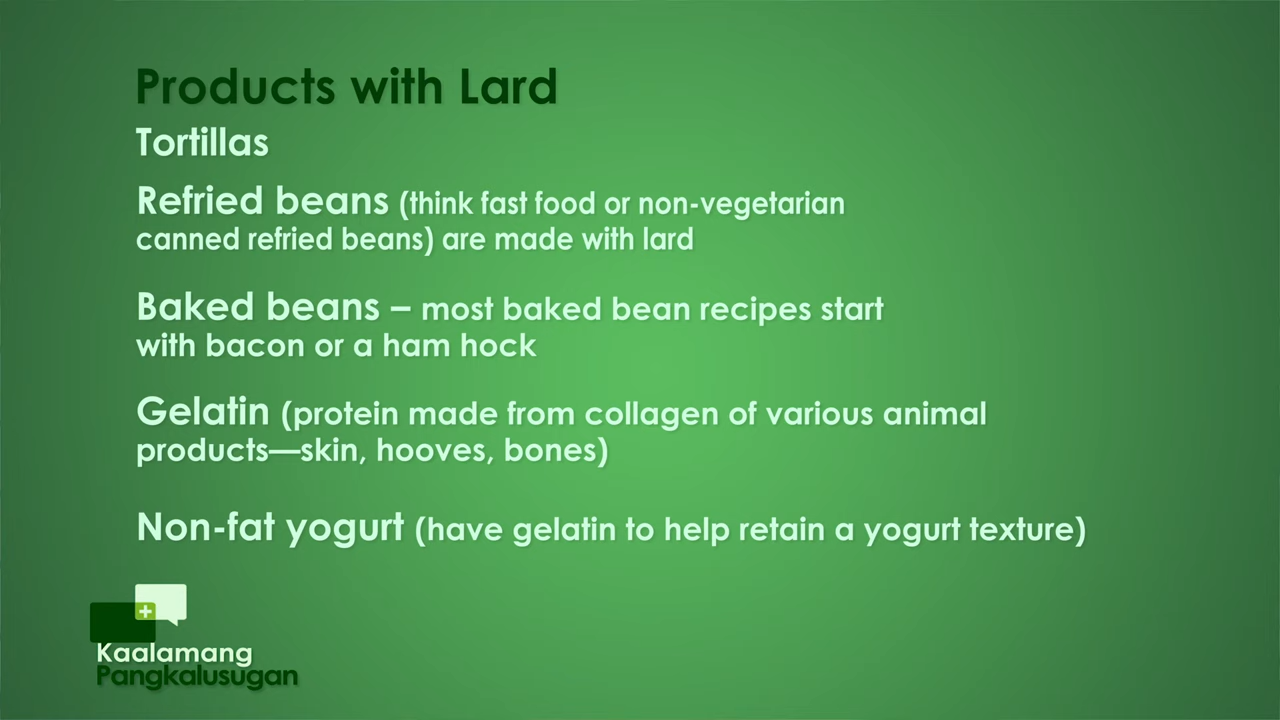 Products with Lard
Tortillas
Refried beans (think fast food or non-vegetarian
canned refried beans) are made with lard
Baked beans – most baked bean recipes start
with bacon or a ham hock
Gelatin (protein made from collagen of various animal
products—skin, hooves, bones)
Non-fat yogurt (have gelatin to help retain a yogurt texture)
Kaalamang
Pangkalusugan